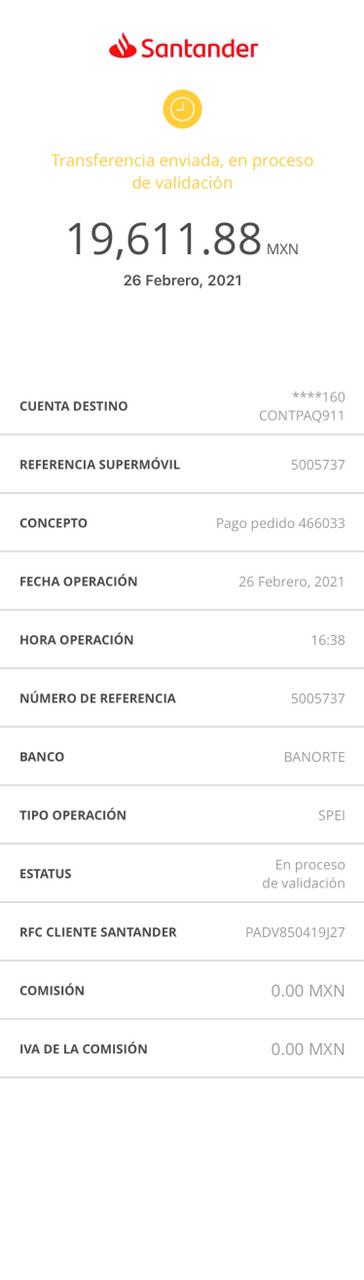 Santander
Transferencia enviada, en proceso
de validación
19,611.88 MXN
26 Febrero, 2021
CUENTA DESTINO
****160
CONTPAQ911
REFERENCIA SUPERMÓVIL 5005737
CONCEPTO Pago pedido 466033
FECHA OPERACIÓN 26 Febrero, 2021
HORA OPERACIÓN 16:38
NÚMERO DE REFERENCIA 5005737
BANCO BANORTE
TIPO OPERACIÓN SPEI
ESTATUS
En proceso
de validación
RFC CLIENTE SANTANDER PADV850419J27
COMISIÓN 0.00 MXN
IVA DE LA COMISIÓN 0.00 MXN